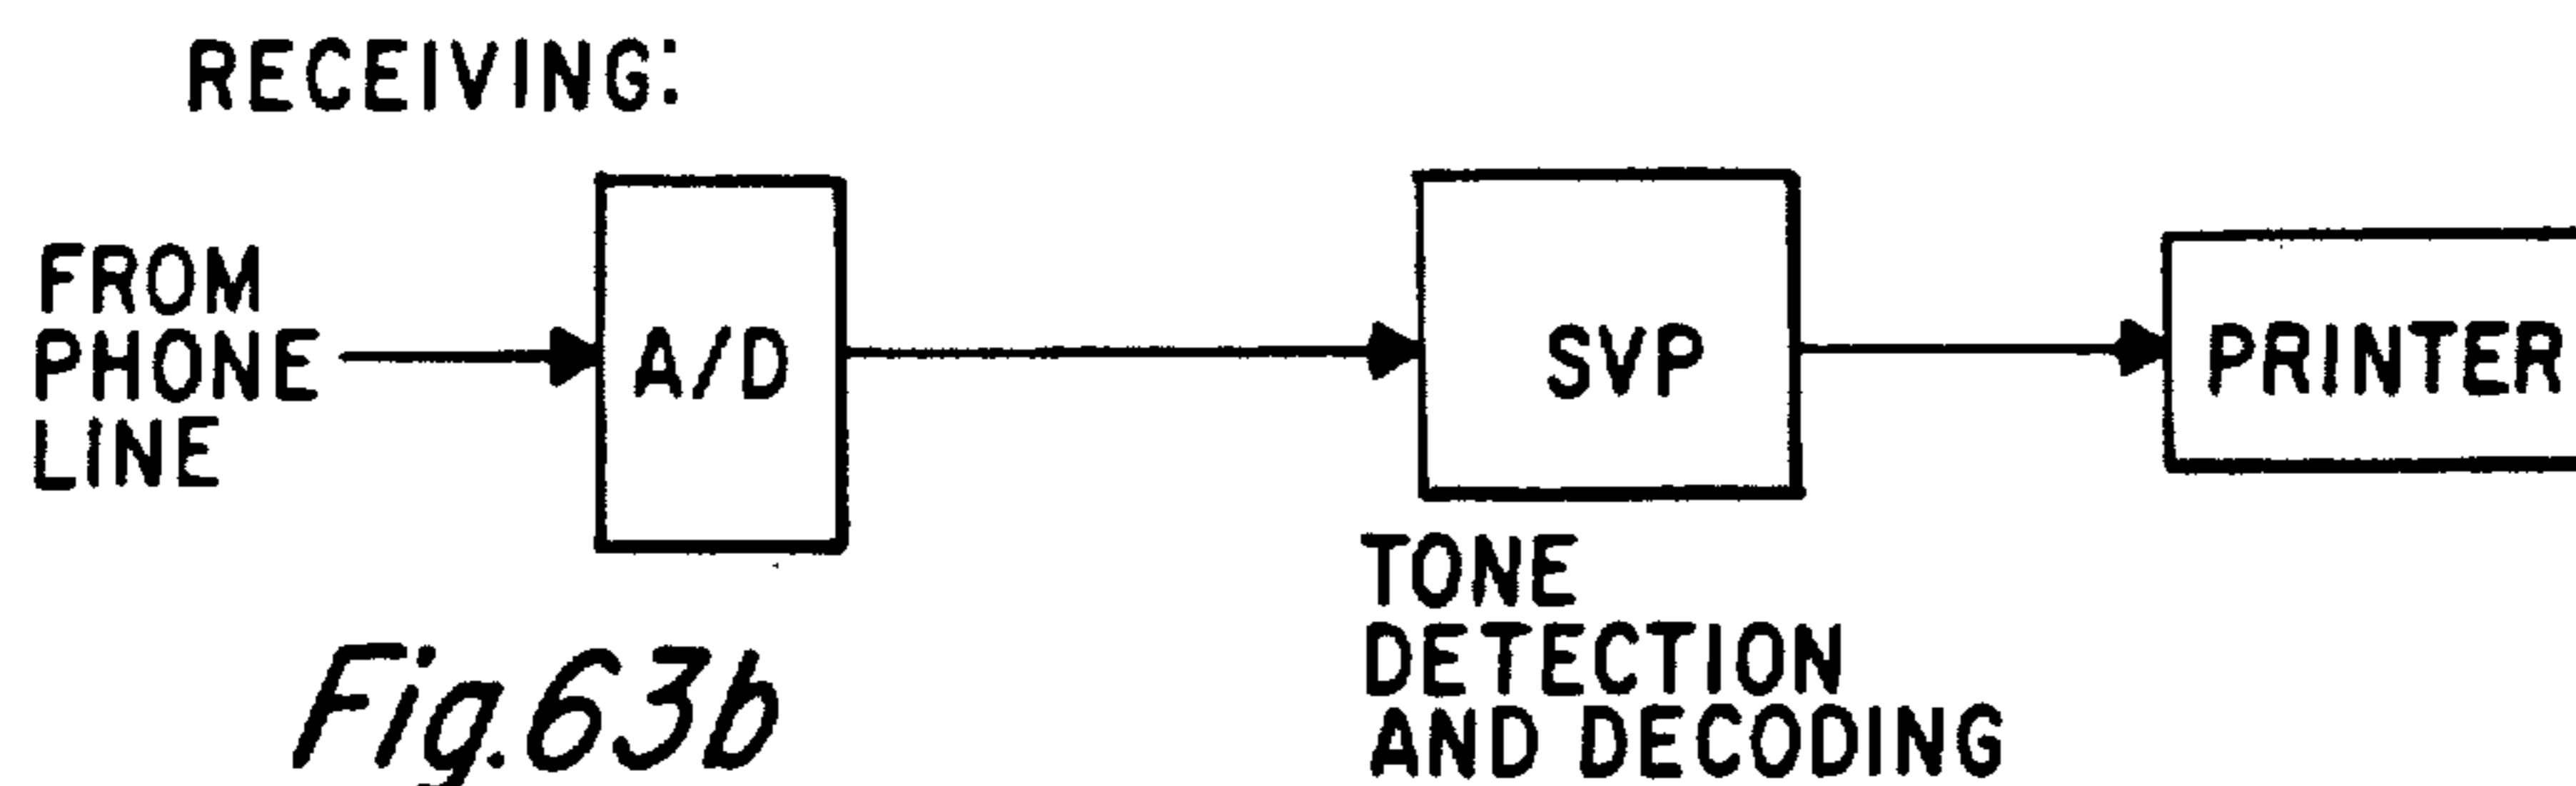 RECEIVING:
FROM
PHONE
LINE
A/D
SVP
PRINTER
TONE
DETECTION
AND DECODING
Fig.63b